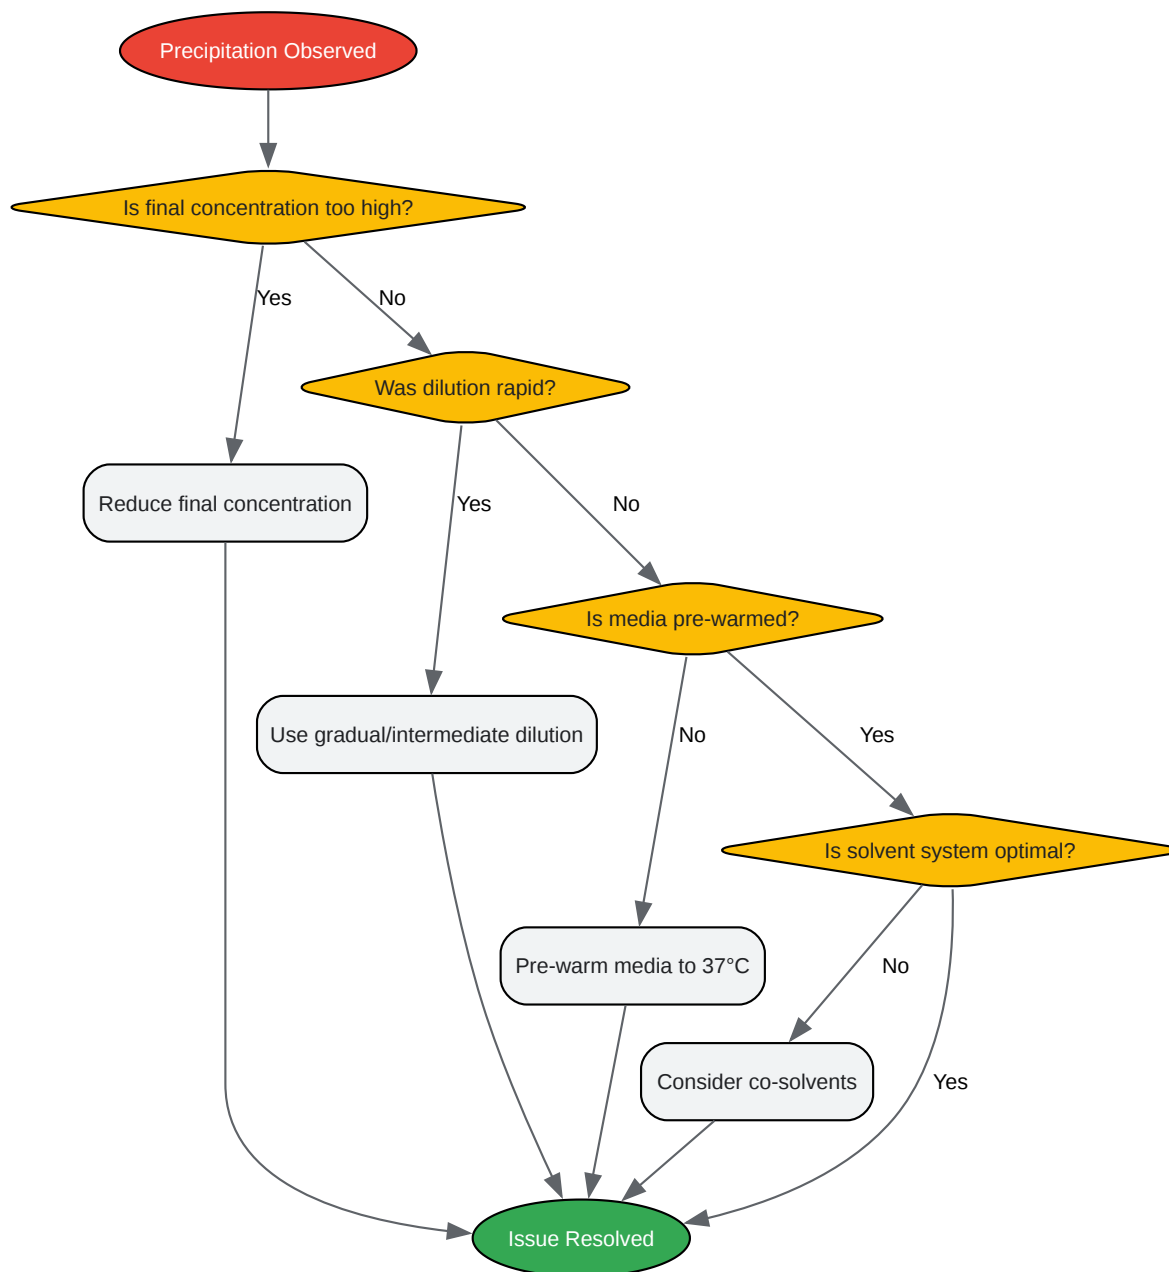 Precipitation Observed
Is final concentration too high?
Yes
No
Was dilution rapid?
Reduce final concentration
Yes
No
Is media pre-warmed?
Use gradual/intermediate dilution
No
Yes
Is solvent system optimal?
Pre-warm media to 37°C
No
Consider co-solvents
Yes
Issue Resolved